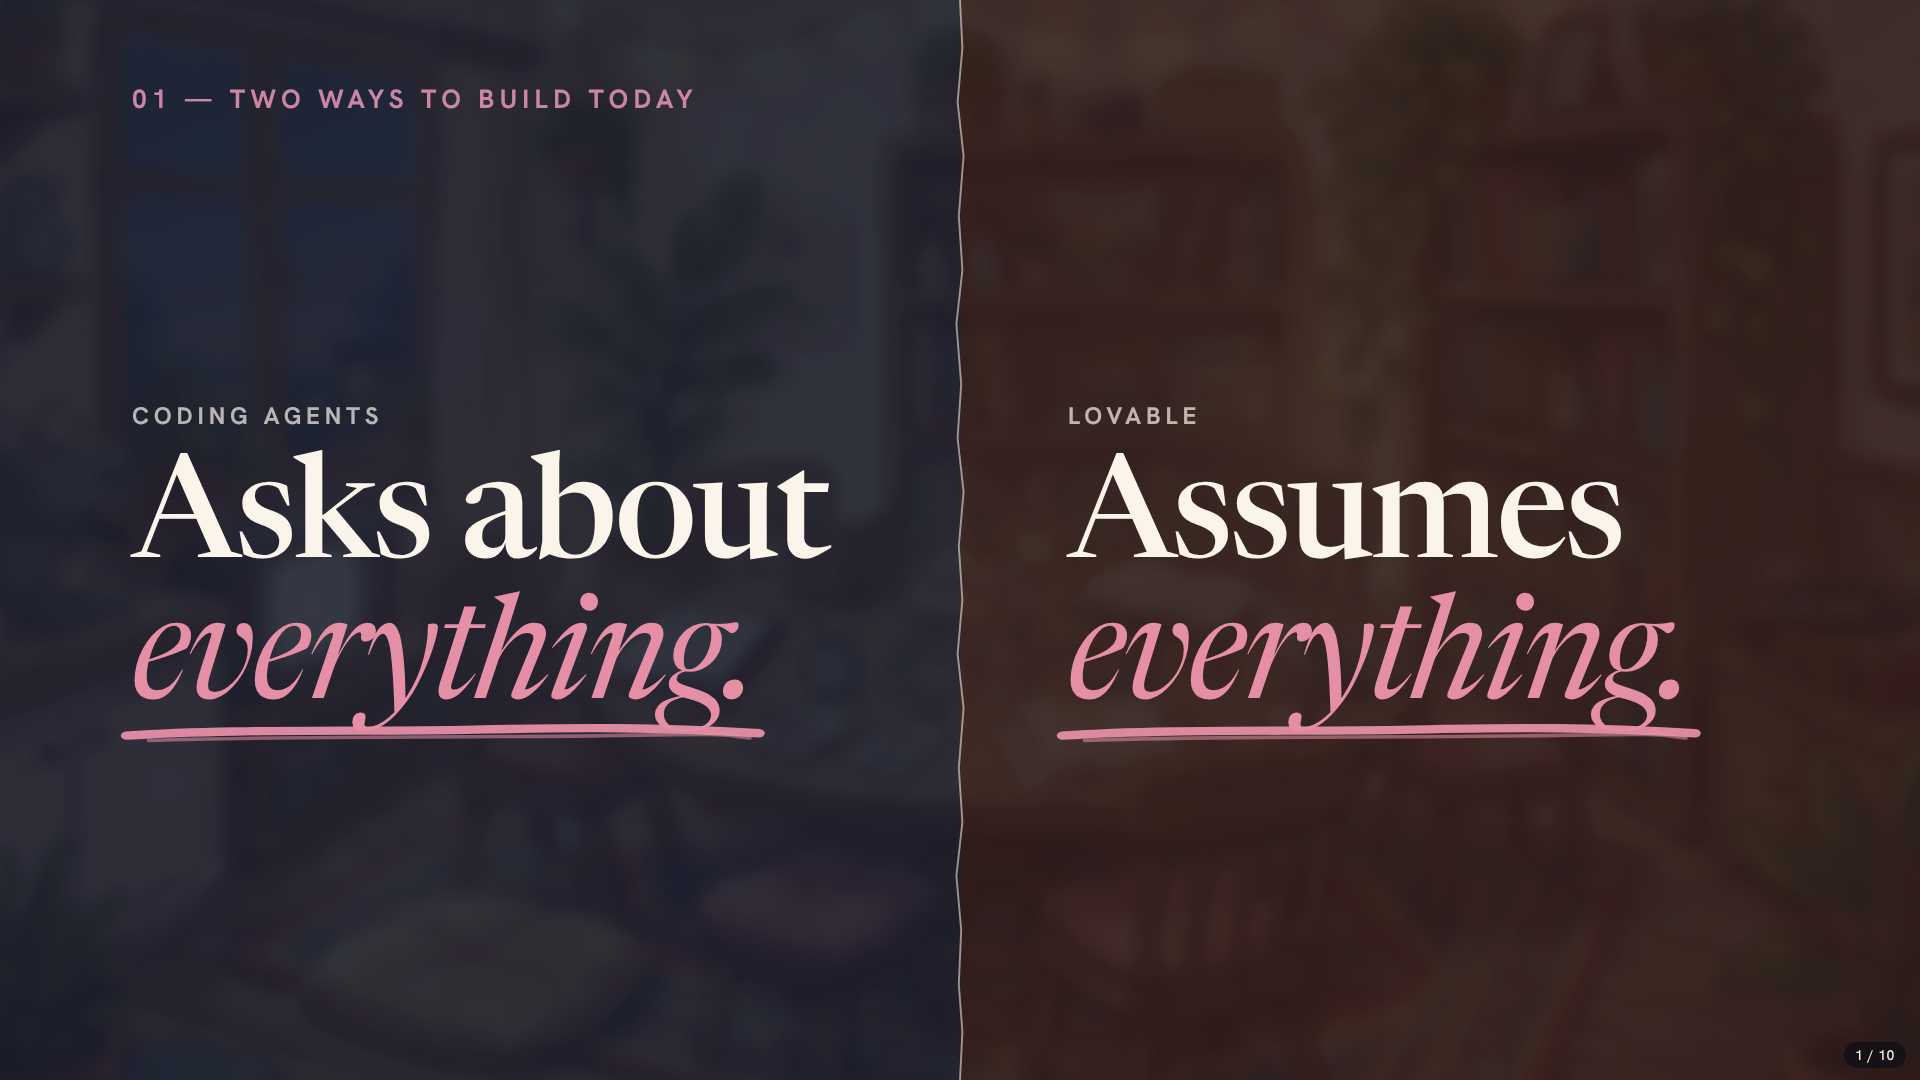 01 — TWO WAYS TO BUILD TODAY
CODING AGENTS
Asks about
everything.
LOVABLE
Assumes
everything.
1 / 10